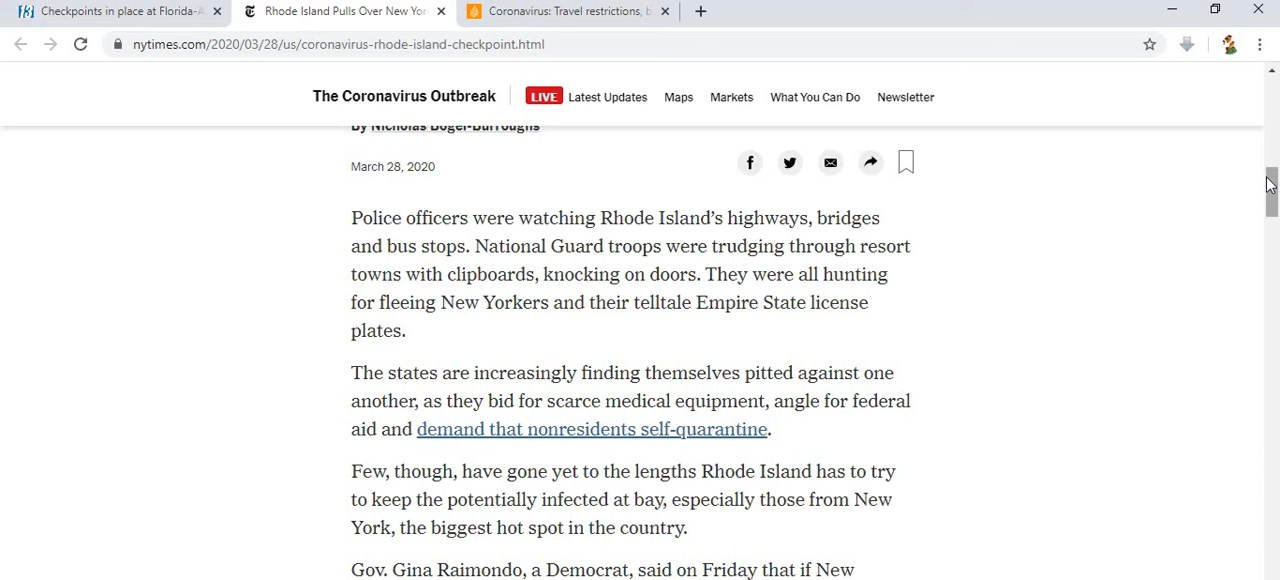 Checkpoints in place at Florida-A
Rhode Island Pulls Over New Yor
Coronavirus: Travel restrictions, b
nytimes.com/2020/03/28/us/coronavirus-rhode-island-checkpoint.html
The Coronavirus Outbreak LIVE Latest Updates Maps Markets What You Can Do Newsletter
By Nicholas Bogel-Burroughs
March 28, 2020
Police officers were watching Rhode Island’s highways, bridges
and bus stops. National Guard troops were trudging through resort
towns with clipboards, knocking on doors. They were all hunting
for fleeing New Yorkers and their telltale Empire State license
plates.
The states are increasingly finding themselves pitted against one
another, as they bid for scarce medical equipment, angle for federal
aid and demand that nonresidents self-quarantine.
Few, though, have gone yet to the lengths Rhode Island has to try
to keep the potentially infected at bay, especially those from New
York, the biggest hot spot in the country.
Gov. Gina Raimondo, a Democrat, said on Friday that if New